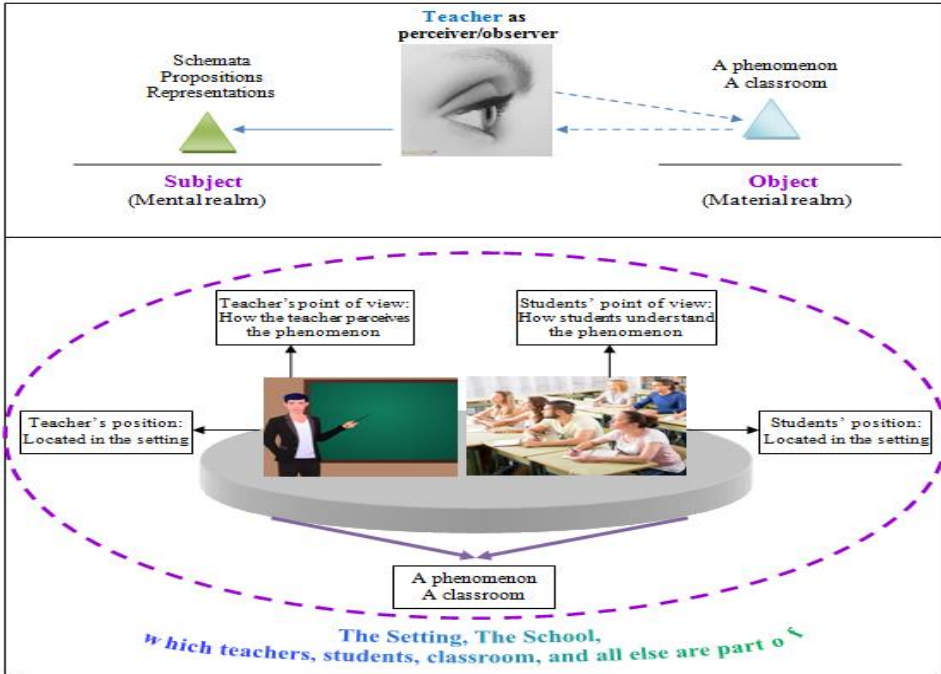 Teacher as
perceiver/observer
Schemata
Propositions
Representations
A phenomenon
A classroom
Subject
(Mental realm)
Object
(Material realm)
Teacher's point of view:
How the teacher perceives
the phenomenon
Students' point of view:
How students understand
the phenomenon
Teacher's position:
Located in the setting
Students' position:
Located in the setting
A phenomenon
A classroom
The Setting, The School,
which teachers, students, classroom, and all else are part of